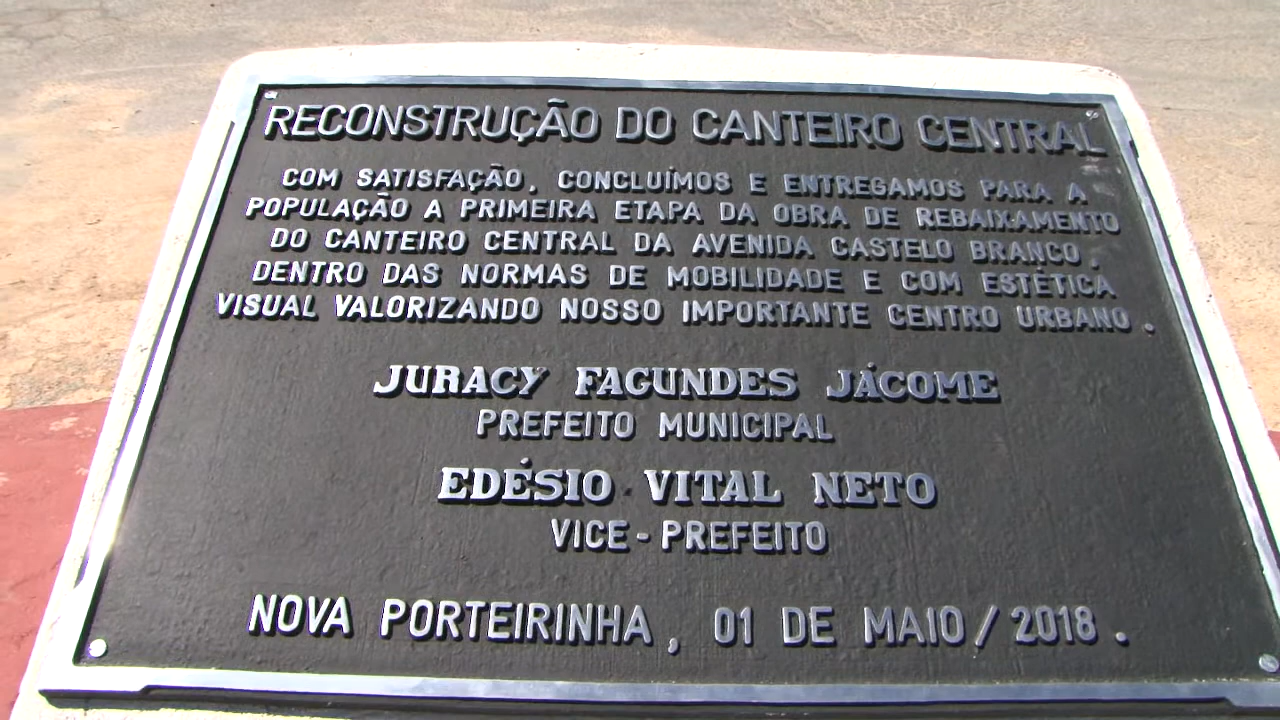 RECONSTRUÇÃO DO CANTEIRO CENTRAL
COM SATISFAÇÃO, CONCLUÍMOS E ENTREGAMOS PARA A
POPULAÇÃO A PRIMEIRA ETAPA DA OBRA DE REBAIXAMENTO
DO CANTEIRO CENTRAL DA AVENIDA CASTELO BRANCO,
DENTRO DAS NORMAS DE MOBILIDADE E COM ESTÉTICA
VISUAL VALORIZANDO NOSSO IMPORTANTE CENTRO URBANO.
JURACY FAGUNDES JÁCOME
PREFEITO MUNICIPAL
EDÉSIO VITAL NETO
VICE-PREFEITO
NOVA PORTEIRINHA, 01 DE MAIO/2018.